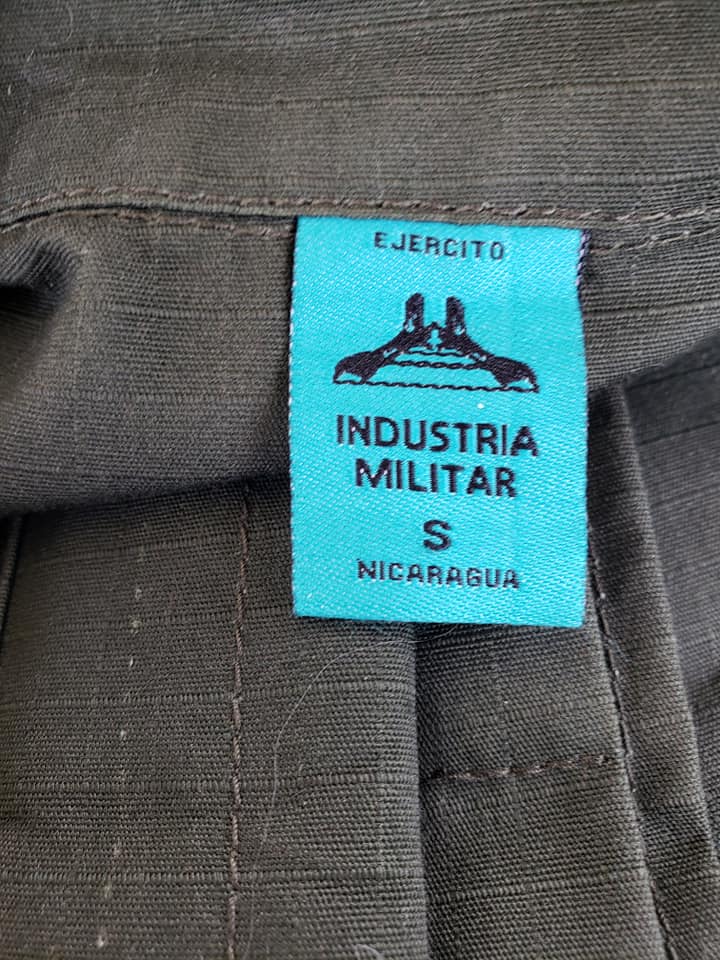 EJERCITO
INDUSTRIA
MILITAR
S
NICARAGUA